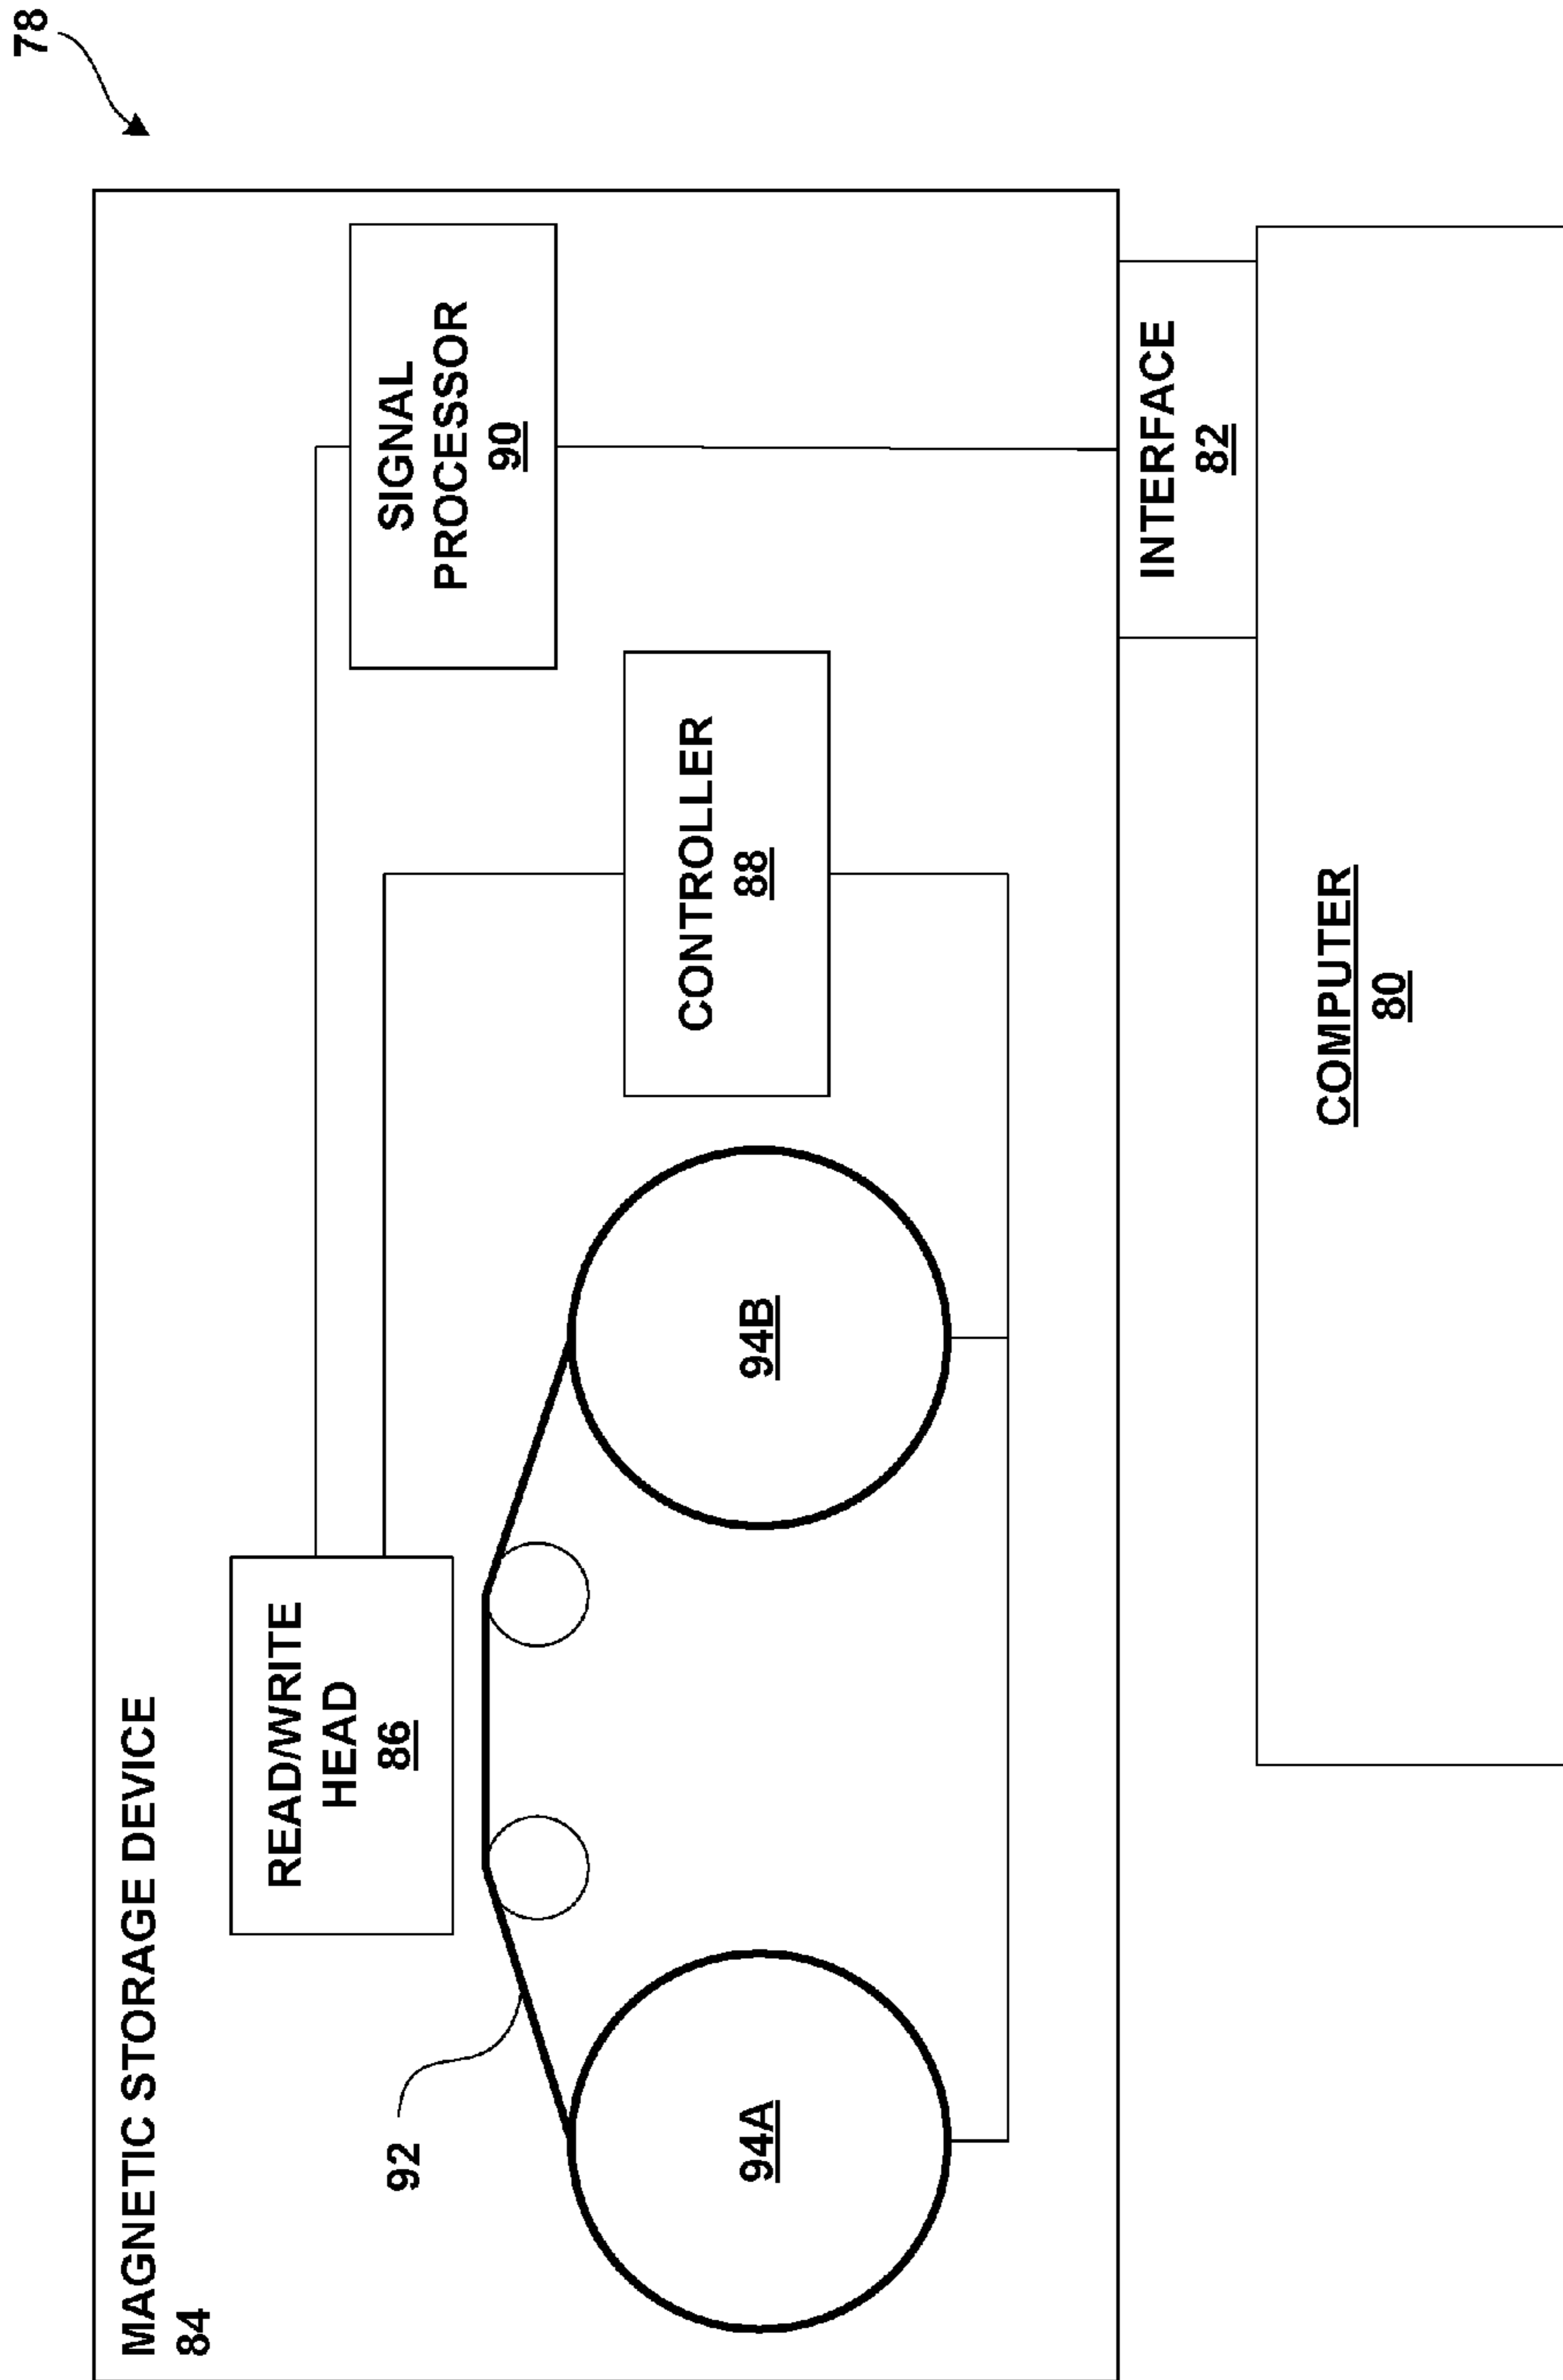 78
MAGNETIC STORAGE DEVICE
84
READ/WRITE
HEAD
86
SIGNAL
PROCESSOR
90
92
CONTROLLER
88
94A
94B
INTERFACE
82
COMPUTER
80